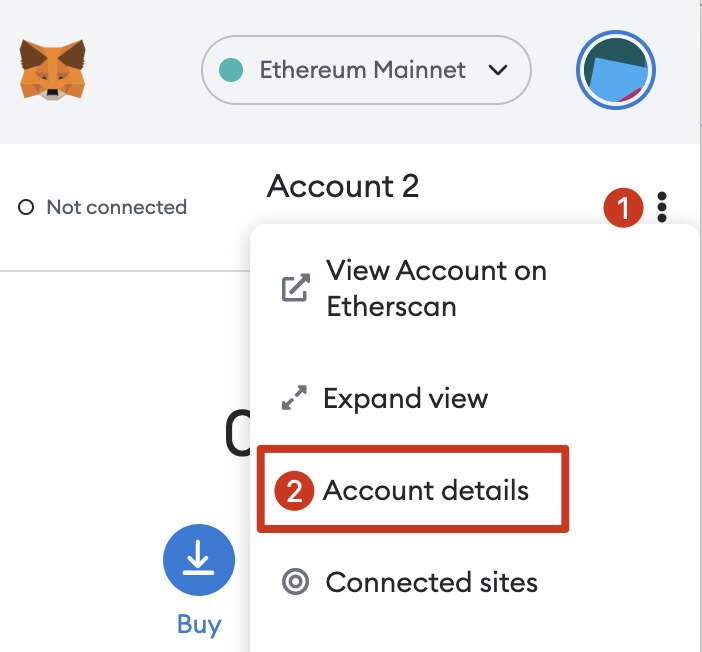 Ethereum Mainnet
Not connected
Account 2
1
View Account on
Etherscan
Expand view
2 Account details
Connected sites
Buy